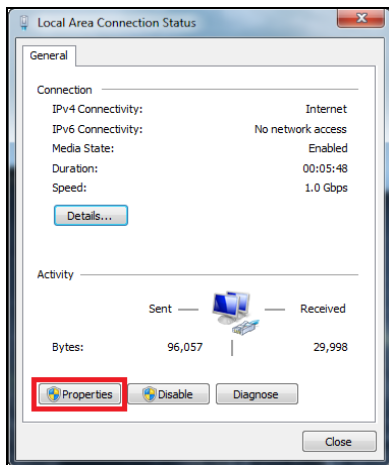 Local Area Connection Status
General
Connection
IPv4 Connectivity: Internet
IPv6 Connectivity: No network access
Media State: Enabled
Duration: 00:05:48
Speed: 1.0 Gbps
Details...
Activity
Sent Received
Bytes: 96,057 29,998
Properties Disable Diagnose
Close